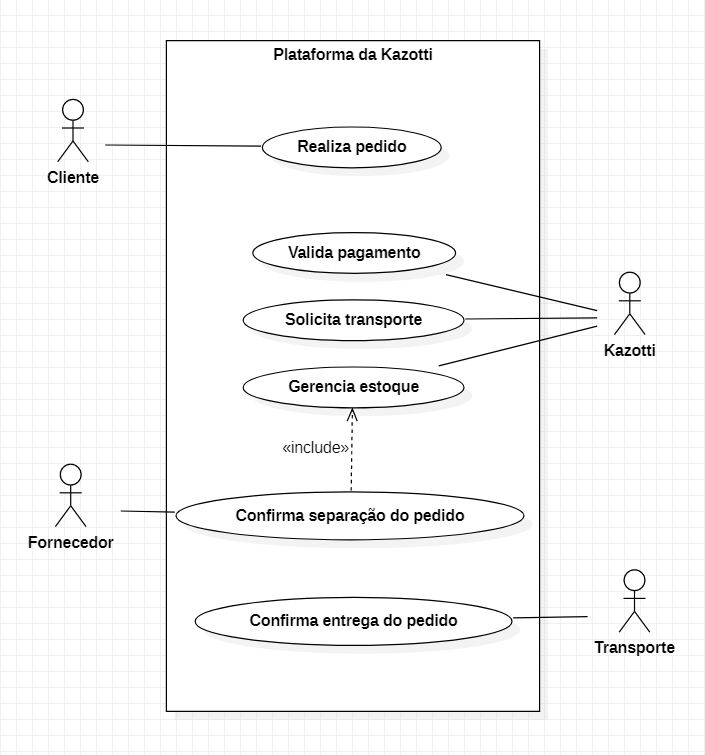 Plataforma da Kazotti
Realiza pedido
Cliente
Valida pagamento
Solicita transporte
Kazotti
Gerencia estoque
«include»
Confirma separação do pedido
Fornecedor
Confirma entrega do pedido
Transporte